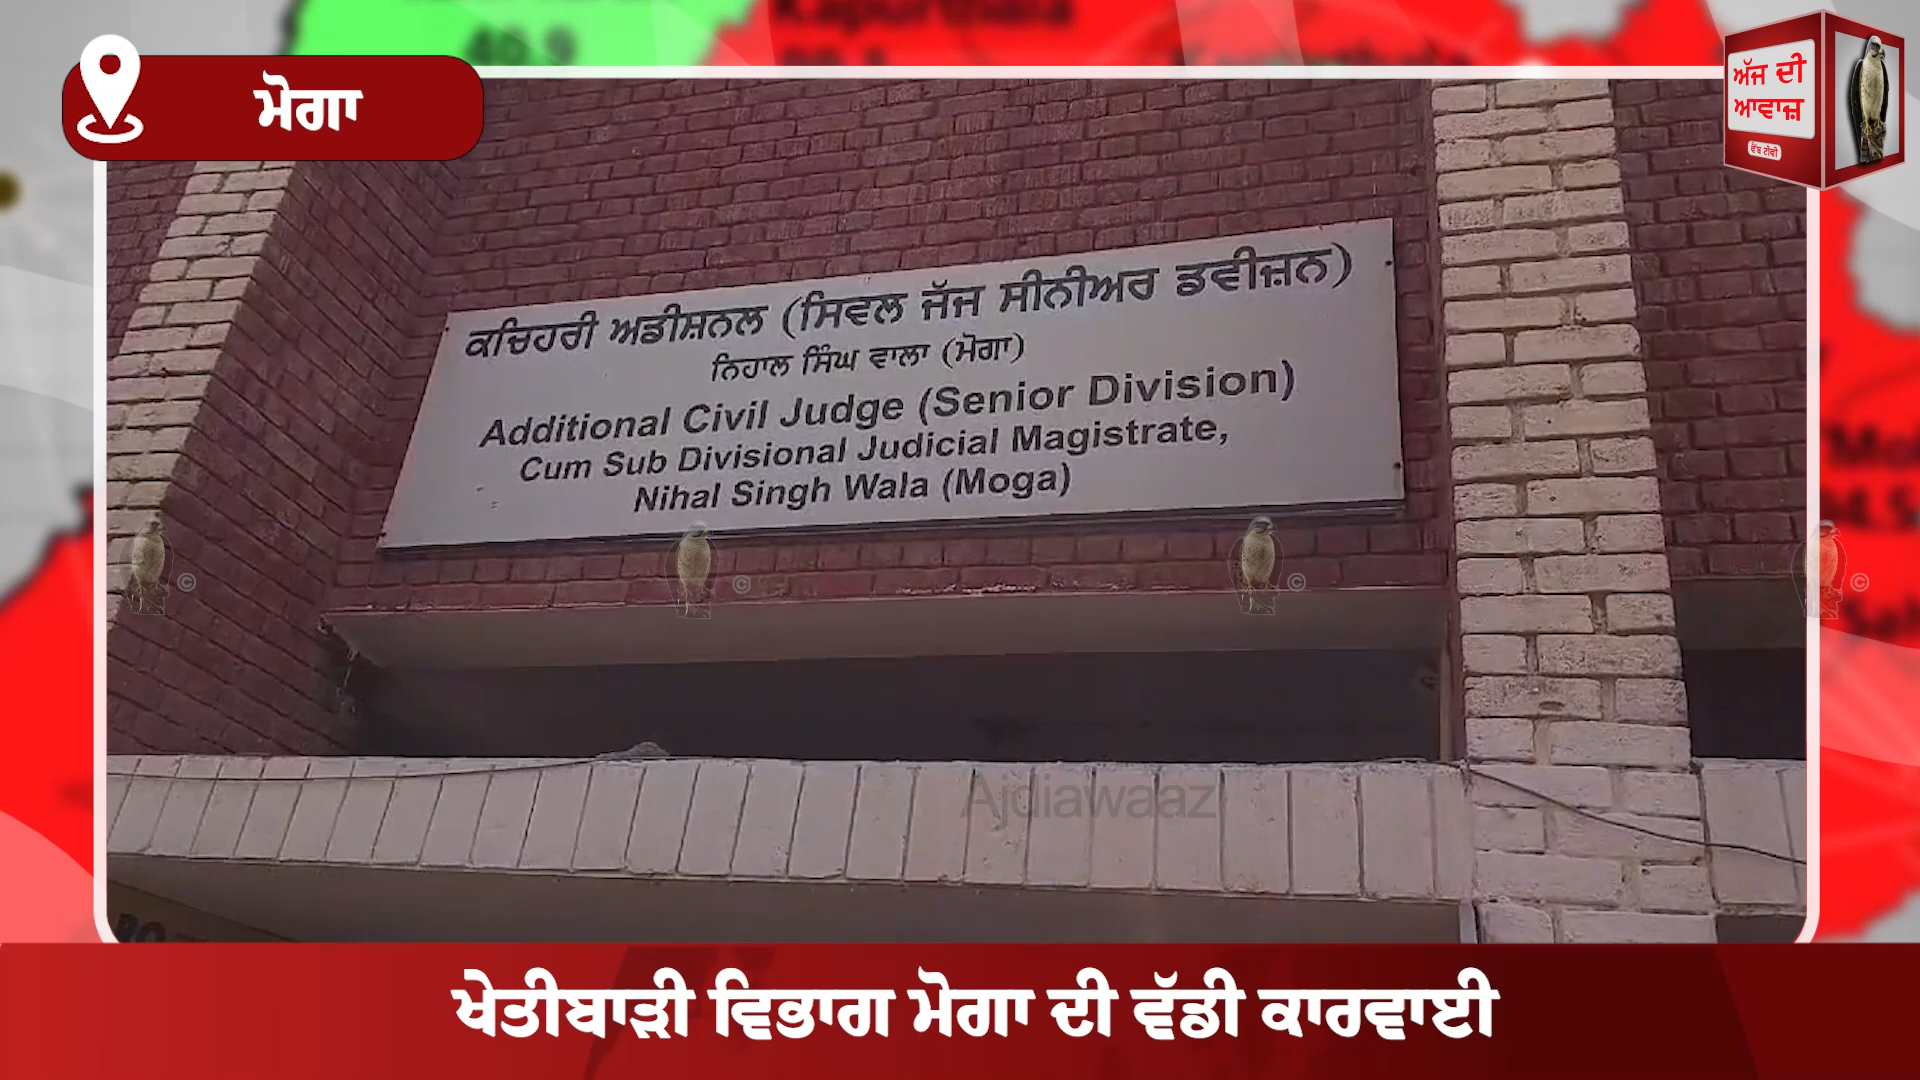 ਮੋਗਾ
ਅੱਜ ਦੀ
ਆਵਾਜ਼
ਵੈੱਬ ਟੀਵੀ
ਕਚਿਹਰੀ ਅਡੀਸ਼ਨਲ (ਸਿਵਲ ਜੱਜ ਸੀਨੀਅਰ ਡਵੀਜ਼ਨ)
ਨਿਹਾਲ ਸਿੰਘ ਵਾਲਾ (ਮੋਗਾ)
Additional Civil Judge (Senior Division)
Cum Sub Divisional Judicial Magistrate,
Nihal Singh Wala (Moga)
Ajdiawaaz
ਖੇਤੀਬਾੜੀ ਵਿਭਾਗ ਮੋਗਾ ਦੀ ਵੱਡੀ ਕਾਰਵਾਈ